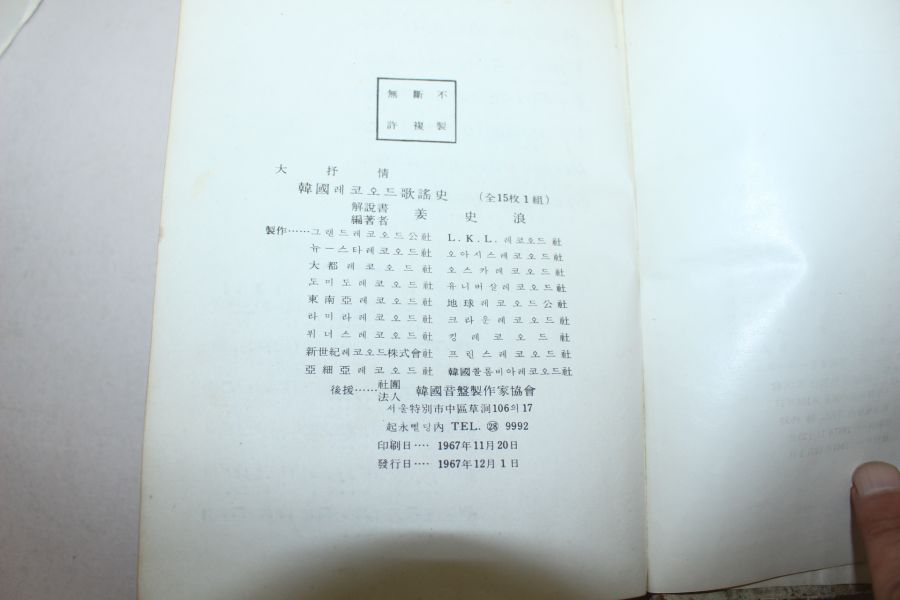 無斷不
許複製
大抒情
韓國레코오드歌謠史 (全15枚1組)
解說書
編著者 姜史浪
製作……그랜드레코오드公社 L.K.L.레코오드社
뉴-스타레코오드社 오아시스레코오드社
大都레코오드社 오스카레코오드社
도미도레코오드社 유니버샬레코오드社
東南亞레코오드社 地球레코오드公社
라미라레코오드社 크라운레코오드社
뷔너스레코오드社 킹레코오드社
新世紀레코오드株式會社 프린스레코오드社
亞細亞레코오드社 韓國콜롬비아레코오드社
後援……社團法人 韓國音盤製作家協會
서울特別市中區草洞106의17
起永삘딩內 TEL. ㉘ 9992
印刷日…· 1967年11月20日
發行日…· 1967年12月1日